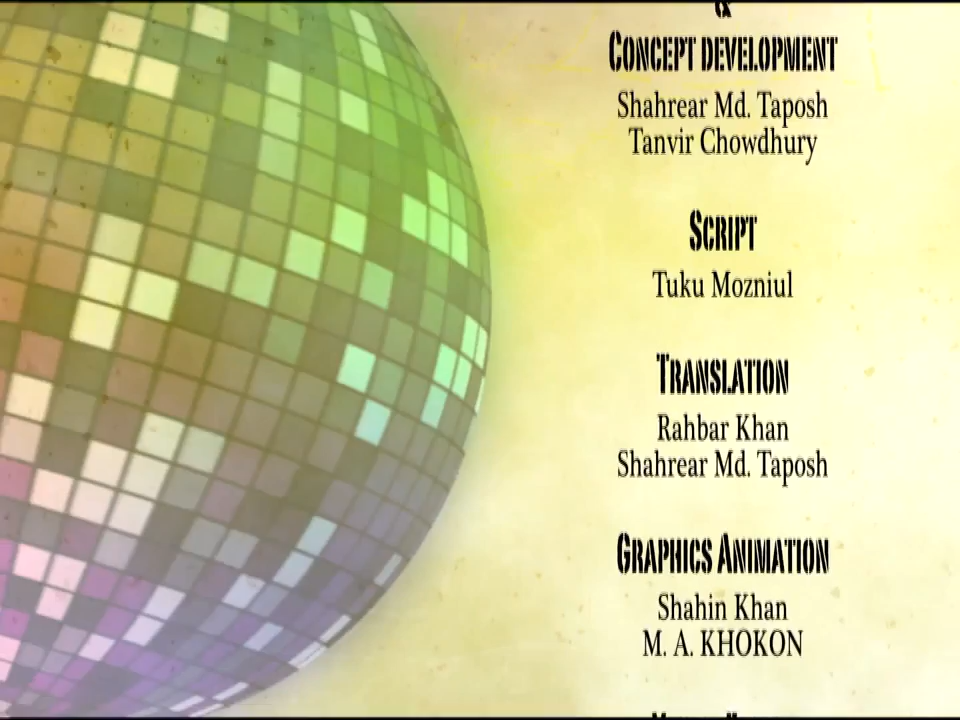 &
CONCEPT DEVELOPMENT
Shahrear Md. Taposh
Tanvir Chowdhury
SCRIPT
Tuku Mozniul
TRANSLATION
Rahbar Khan
Shahrear Md. Taposh
GRAPHICS ANIMATION
Shahin Khan
M. A. KHOKON